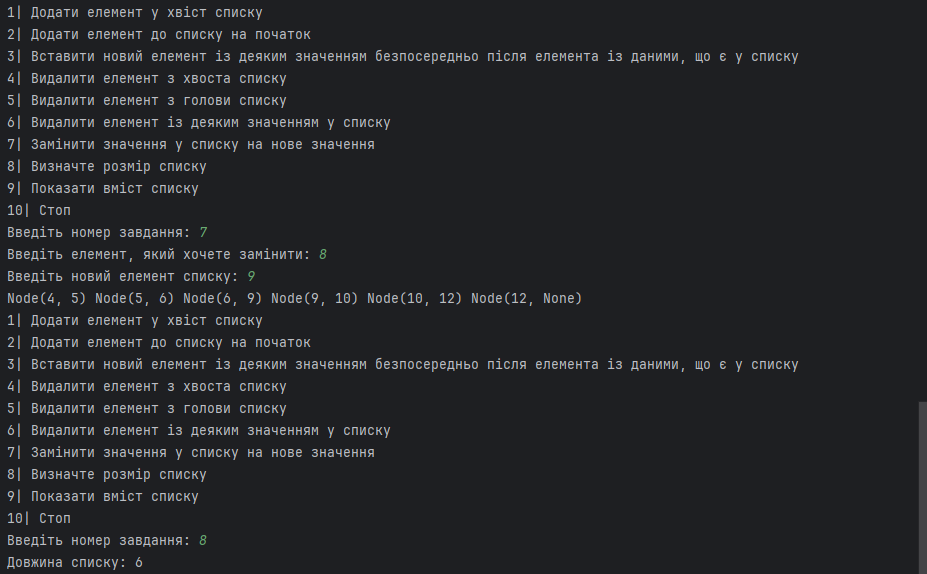 1| Додати елемент у хвіст списку
2| Додати елемент до списку на початок
3| Вставити новий елемент із деяким значенням безпосередньо після елемента із даними, що є у списку
4| Видалити елемент з хвоста списку
5| Видалити елемент з голови списку
6| Видалити елемент із деяким значенням у списку
7| Замінити значення у списку на нове значення
8| Визначте розмір списку
9| Показати вміст списку
10| Стоп
Введіть номер завдання: 7
Введіть елемент, який хочете замінити: 8
Введіть новий елемент списку: 9
Node(4, 5) Node(5, 6) Node(6, 9) Node(9, 10) Node(10, 12) Node(12, None)
1| Додати елемент у хвіст списку
2| Додати елемент до списку на початок
3| Вставити новий елемент із деяким значенням безпосередньо після елемента із даними, що є у списку
4| Видалити елемент з хвоста списку
5| Видалити елемент з голови списку
6| Видалити елемент із деяким значенням у списку
7| Замінити значення у списку на нове значення
8| Визначте розмір списку
9| Показати вміст списку
10| Стоп
Введіть номер завдання: 8
Довжина списку: 6